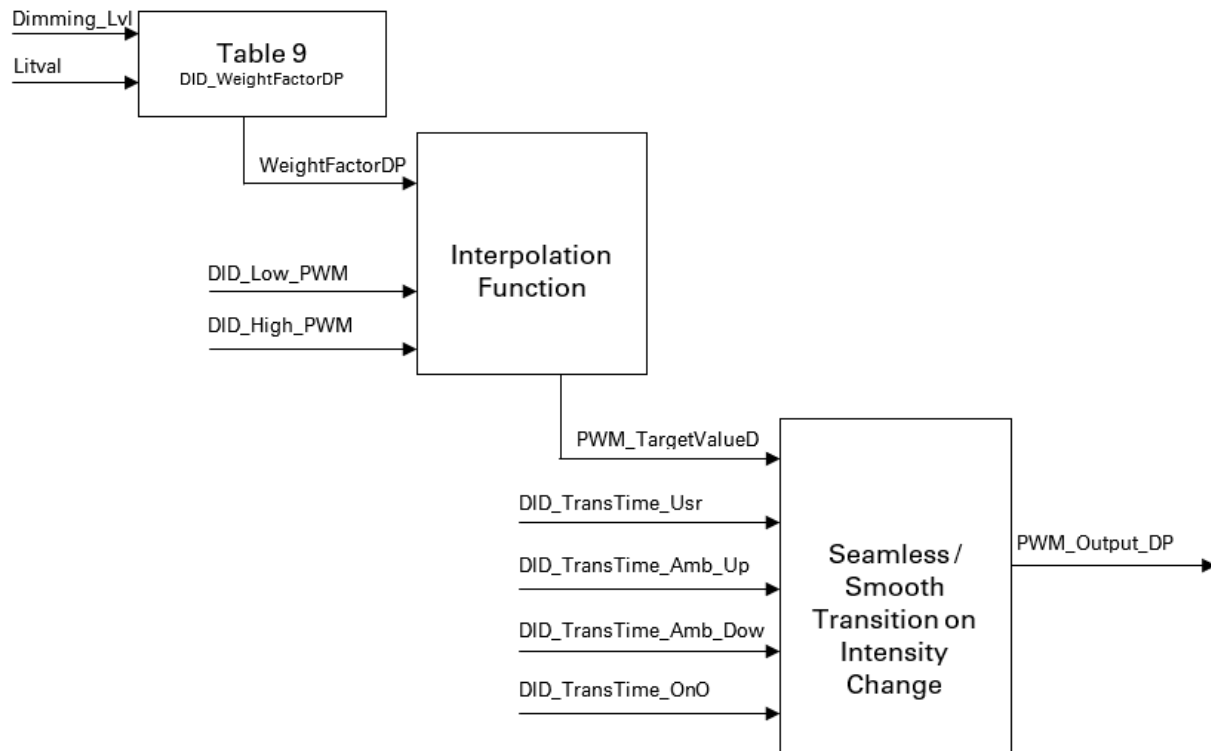 Dimming_Lvl
Litval
Table 9
DID_WeightFactorDP
WeightFactorDP
DID_Low_PWM
DID_High_PWM
Interpolation
Function
PWM_TargetValueD
DID_TransTime_Usr
DID_TransTime_Amb_Up
DID_TransTime_Amb_Dow
DID_TransTime_OnO
Seamless /
Smooth
Transition on
Intensity
Change
PWM_Output_DP